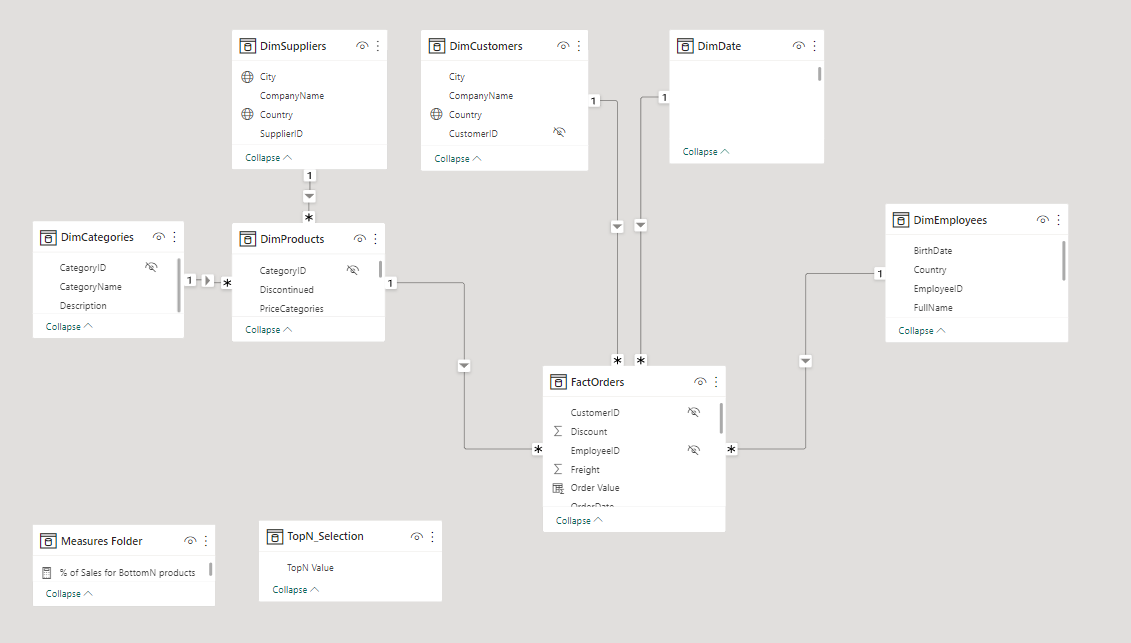 DimSuppliers
City
CompanyName
Country
SupplierID
Collapse
DimCustomers
City
CompanyName
Country
CustomerID
Collapse
DimDate
Collapse
1
1
1
*
DimCategories
CategoryID
CategoryName
Description
Collapse
1
*
DimProducts
CategoryID
Discontinued
PriceCategories
Collapse
1
DimEmployees
BirthDate
Country
EmployeeID
FullName
Collapse
1
*
*
FactOrders
CustomerID
Discount
EmployeeID
Freight
Order Value
OrderDate
Collapse
*
*
Measures Folder
% of Sales for BottomN products
Collapse
TopN_Selection
TopN Value
Collapse